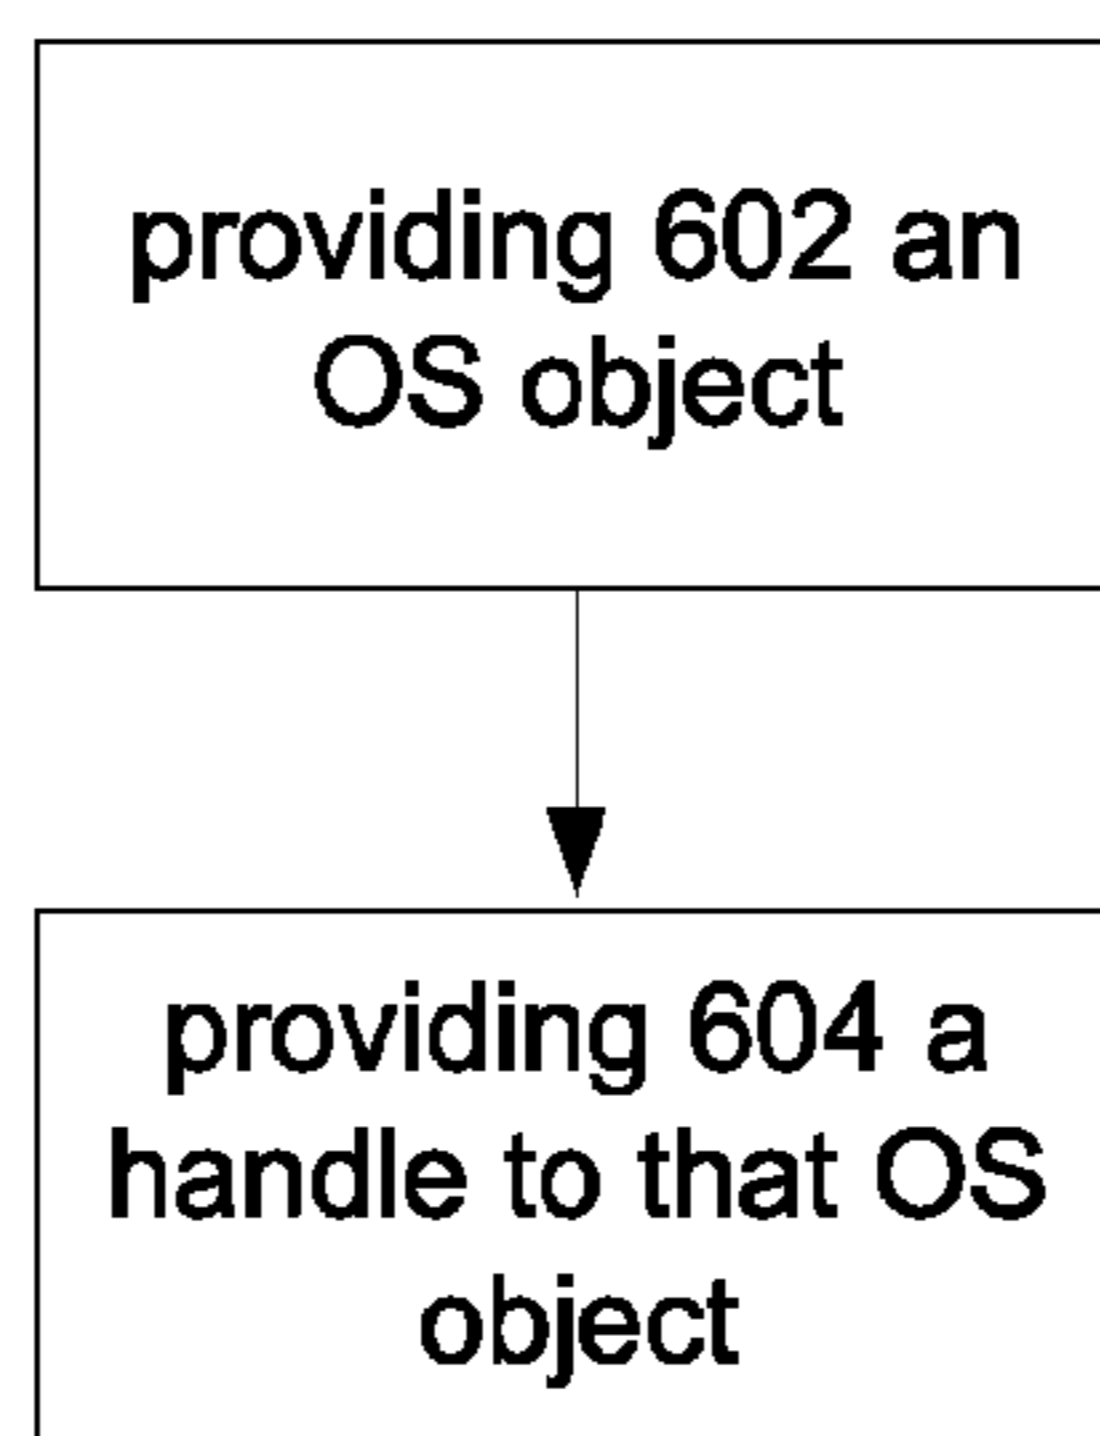 providing 602 an
OS object
providing 604 a
handle to that OS
object